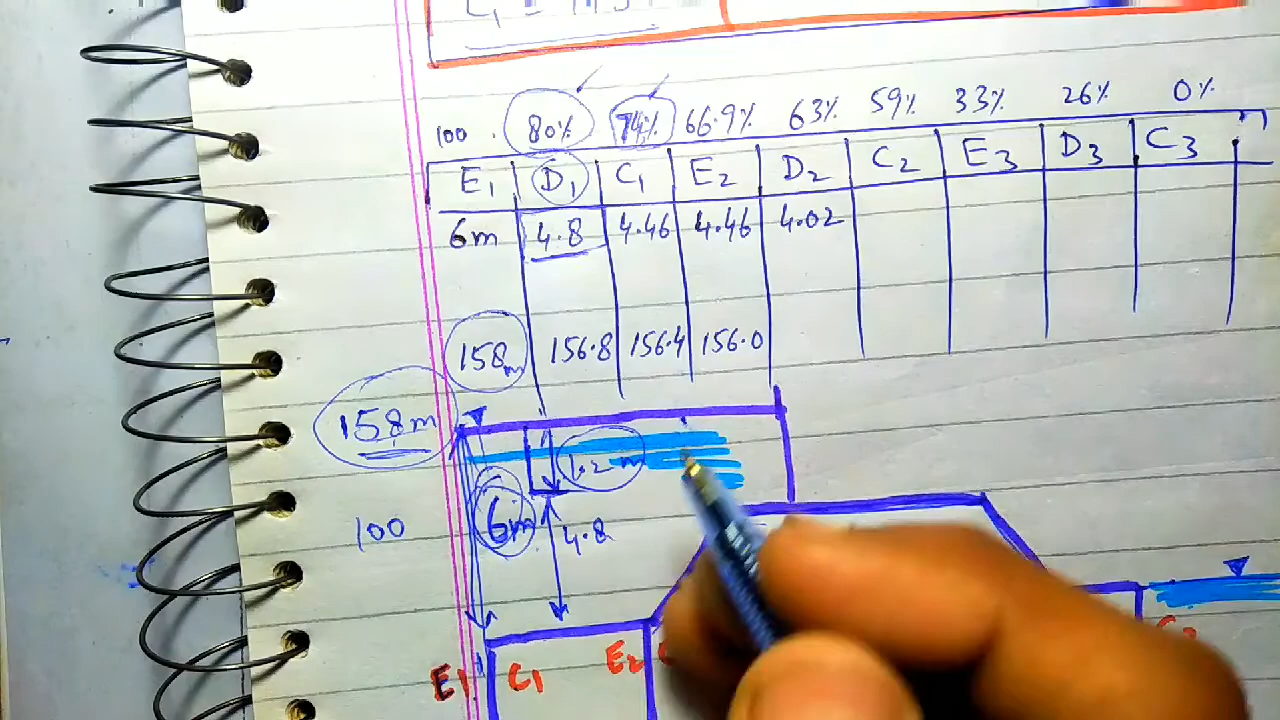 100 . 80% 74% 66.9% 63% 59% 33% 26% 0%
E₁ D₁ C₁ E₂ D₂ C₂ E₃ D₃ C₃
6m 4.8 4.46 4.46 4.02
158m 156.8 156.4 156.0
158m
1.2m
100 6m 4.8
E1 C1 E2